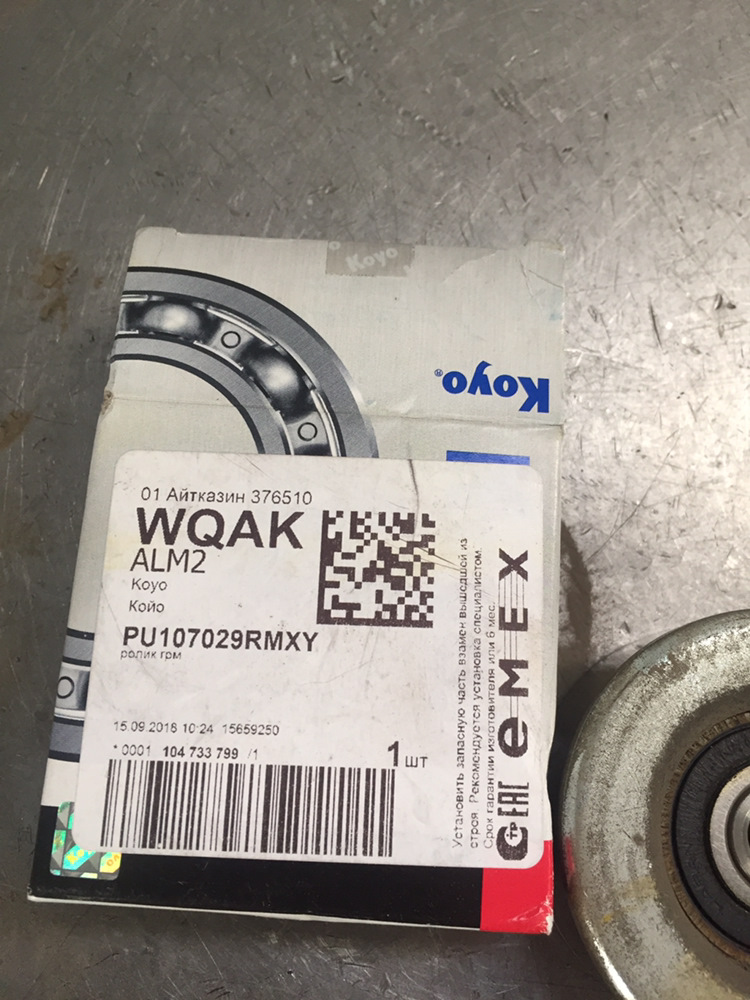 Koyo
Koyo®
01 Айтказин 376510
WQAK
ALM2
Koyo
Койо
PU107029RMXY
ролик грм
15.09.2018 10:24 15659250
*0001 104 733 799 /1
1 шт
Установить запасную часть взамен вышедшей из
строя. Рекомендуется установка специалистом.
Срок гарантии изготовителя или 6 мес.
EAC
emex